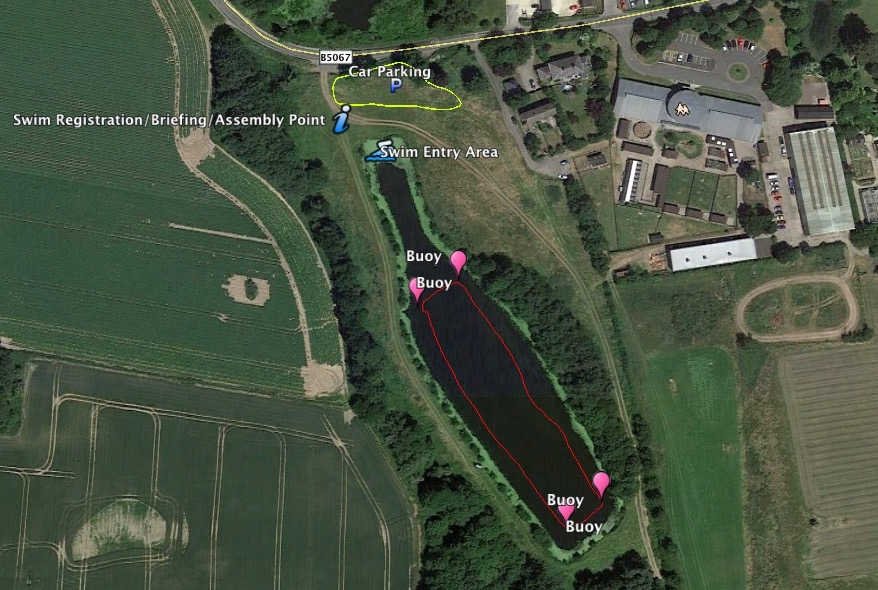 B5067
Car Parking
P
Swim Registration/Briefing/Assembly Point
i
Swim Entry Area
Buoy
Buoy
Buoy
Buoy